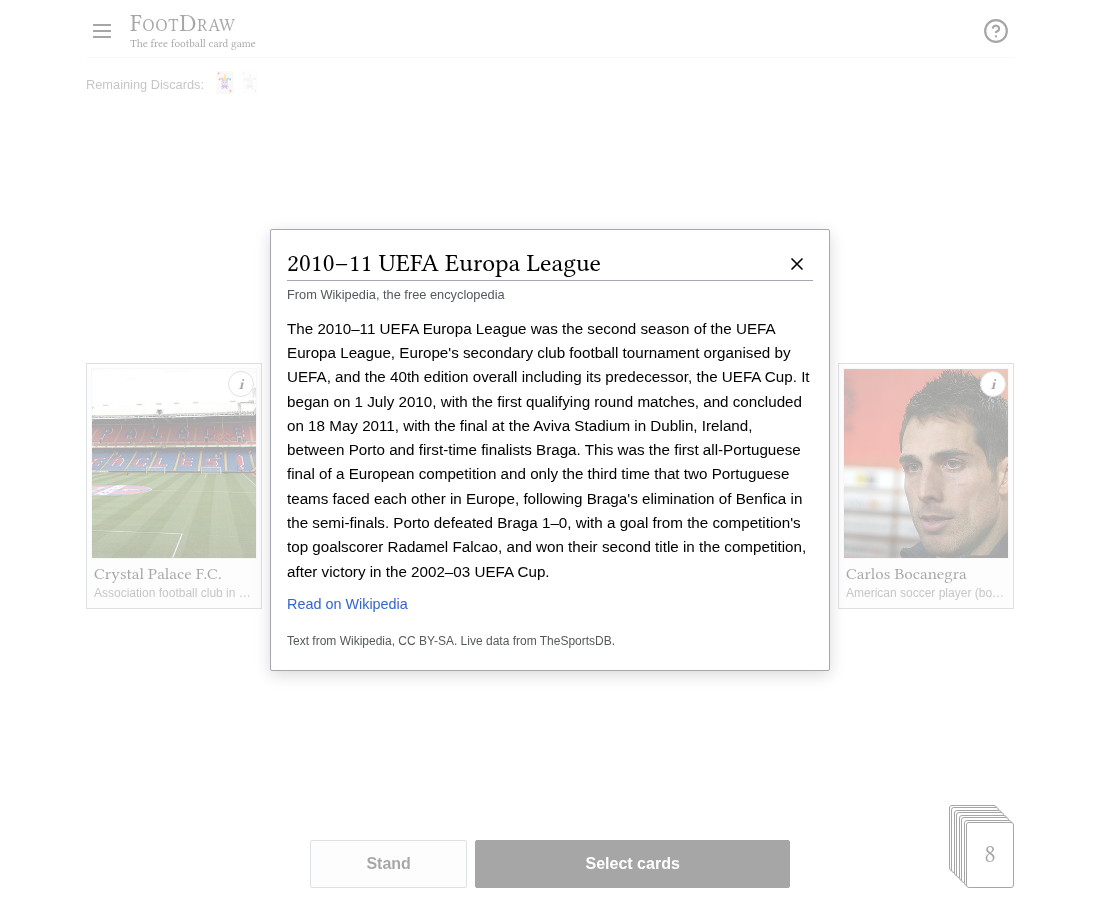 FootDraw
The free football card game
Remaining Discards:
2010–11 UEFA Europa League
From Wikipedia, the free encyclopedia
The 2010–11 UEFA Europa League was the second season of the UEFA
Europa League, Europe's secondary club football tournament organised by
UEFA, and the 40th edition overall including its predecessor, the UEFA Cup. It
began on 1 July 2010, with the first qualifying round matches, and concluded
on 18 May 2011, with the final at the Aviva Stadium in Dublin, Ireland,
between Porto and first-time finalists Braga. This was the first all-Portuguese
final of a European competition and only the third time that two Portuguese
teams faced each other in Europe, following Braga's elimination of Benfica in
the semi-finals. Porto defeated Braga 1–0, with a goal from the competition's
top goalscorer Radamel Falcao, and won their second title in the competition,
after victory in the 2002–03 UEFA Cup.
Read on Wikipedia
Text from Wikipedia, CC BY-SA. Live data from TheSportsDB.
i
Crystal Palace F.C.
Association football club in …
i
Carlos Bocanegra
American soccer player (bo…
Stand
Select cards
8